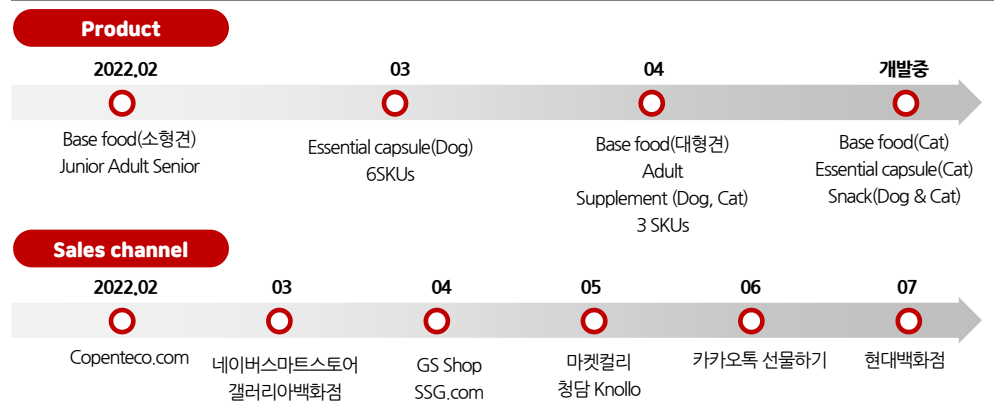 Product
2022.02
03
04
개발중
Base food(소형견)
Junior Adult Senior
Essential capsule(Dog)
6SKUs
Base food(대형견)
Adult
Supplement (Dog, Cat)
3 SKUs
Base food(Cat)
Essential capsule(Cat)
Snack(Dog & Cat)
Sales channel
2022.02
03
04
05
06
07
Copenteco.com
네이버스마트스토어
갤러리아백화점
GS Shop
SSG.com
마켓컬리
청담 Knollo
카카오톡 선물하기
현대백화점